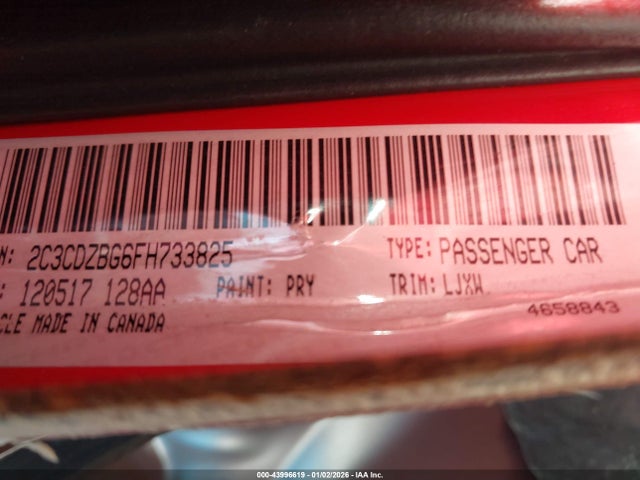 N: 2C3CDZBG6FH733825 TYPE: PASSENGER CAR
: 120517 128AA PAINT: PRY TRIM: LJXW
CLE MADE IN CANADA 4658843
000-43996619 - 01/02/2026 - IAA Inc.